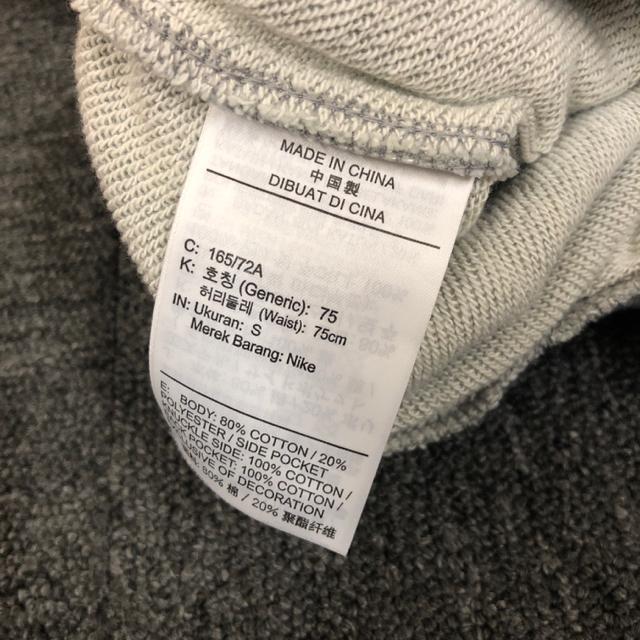 MADE IN CHINA
中国製
DIBUAT DI CINA
C: 165/72A
K: 호칭 (Generic): 75
허리둘레 (Waist): 75cm
IN: Ukuran: S
Merek Barang: Nike
E: BODY: 80% COTTON / 20%
POLYESTER / SIDE POCKET
KNUCKLE SIDE: 100% COTTON /
POCKET: 100% COTTON /
OF DECORATION
80% 棉 / 20% 聚酯纤维